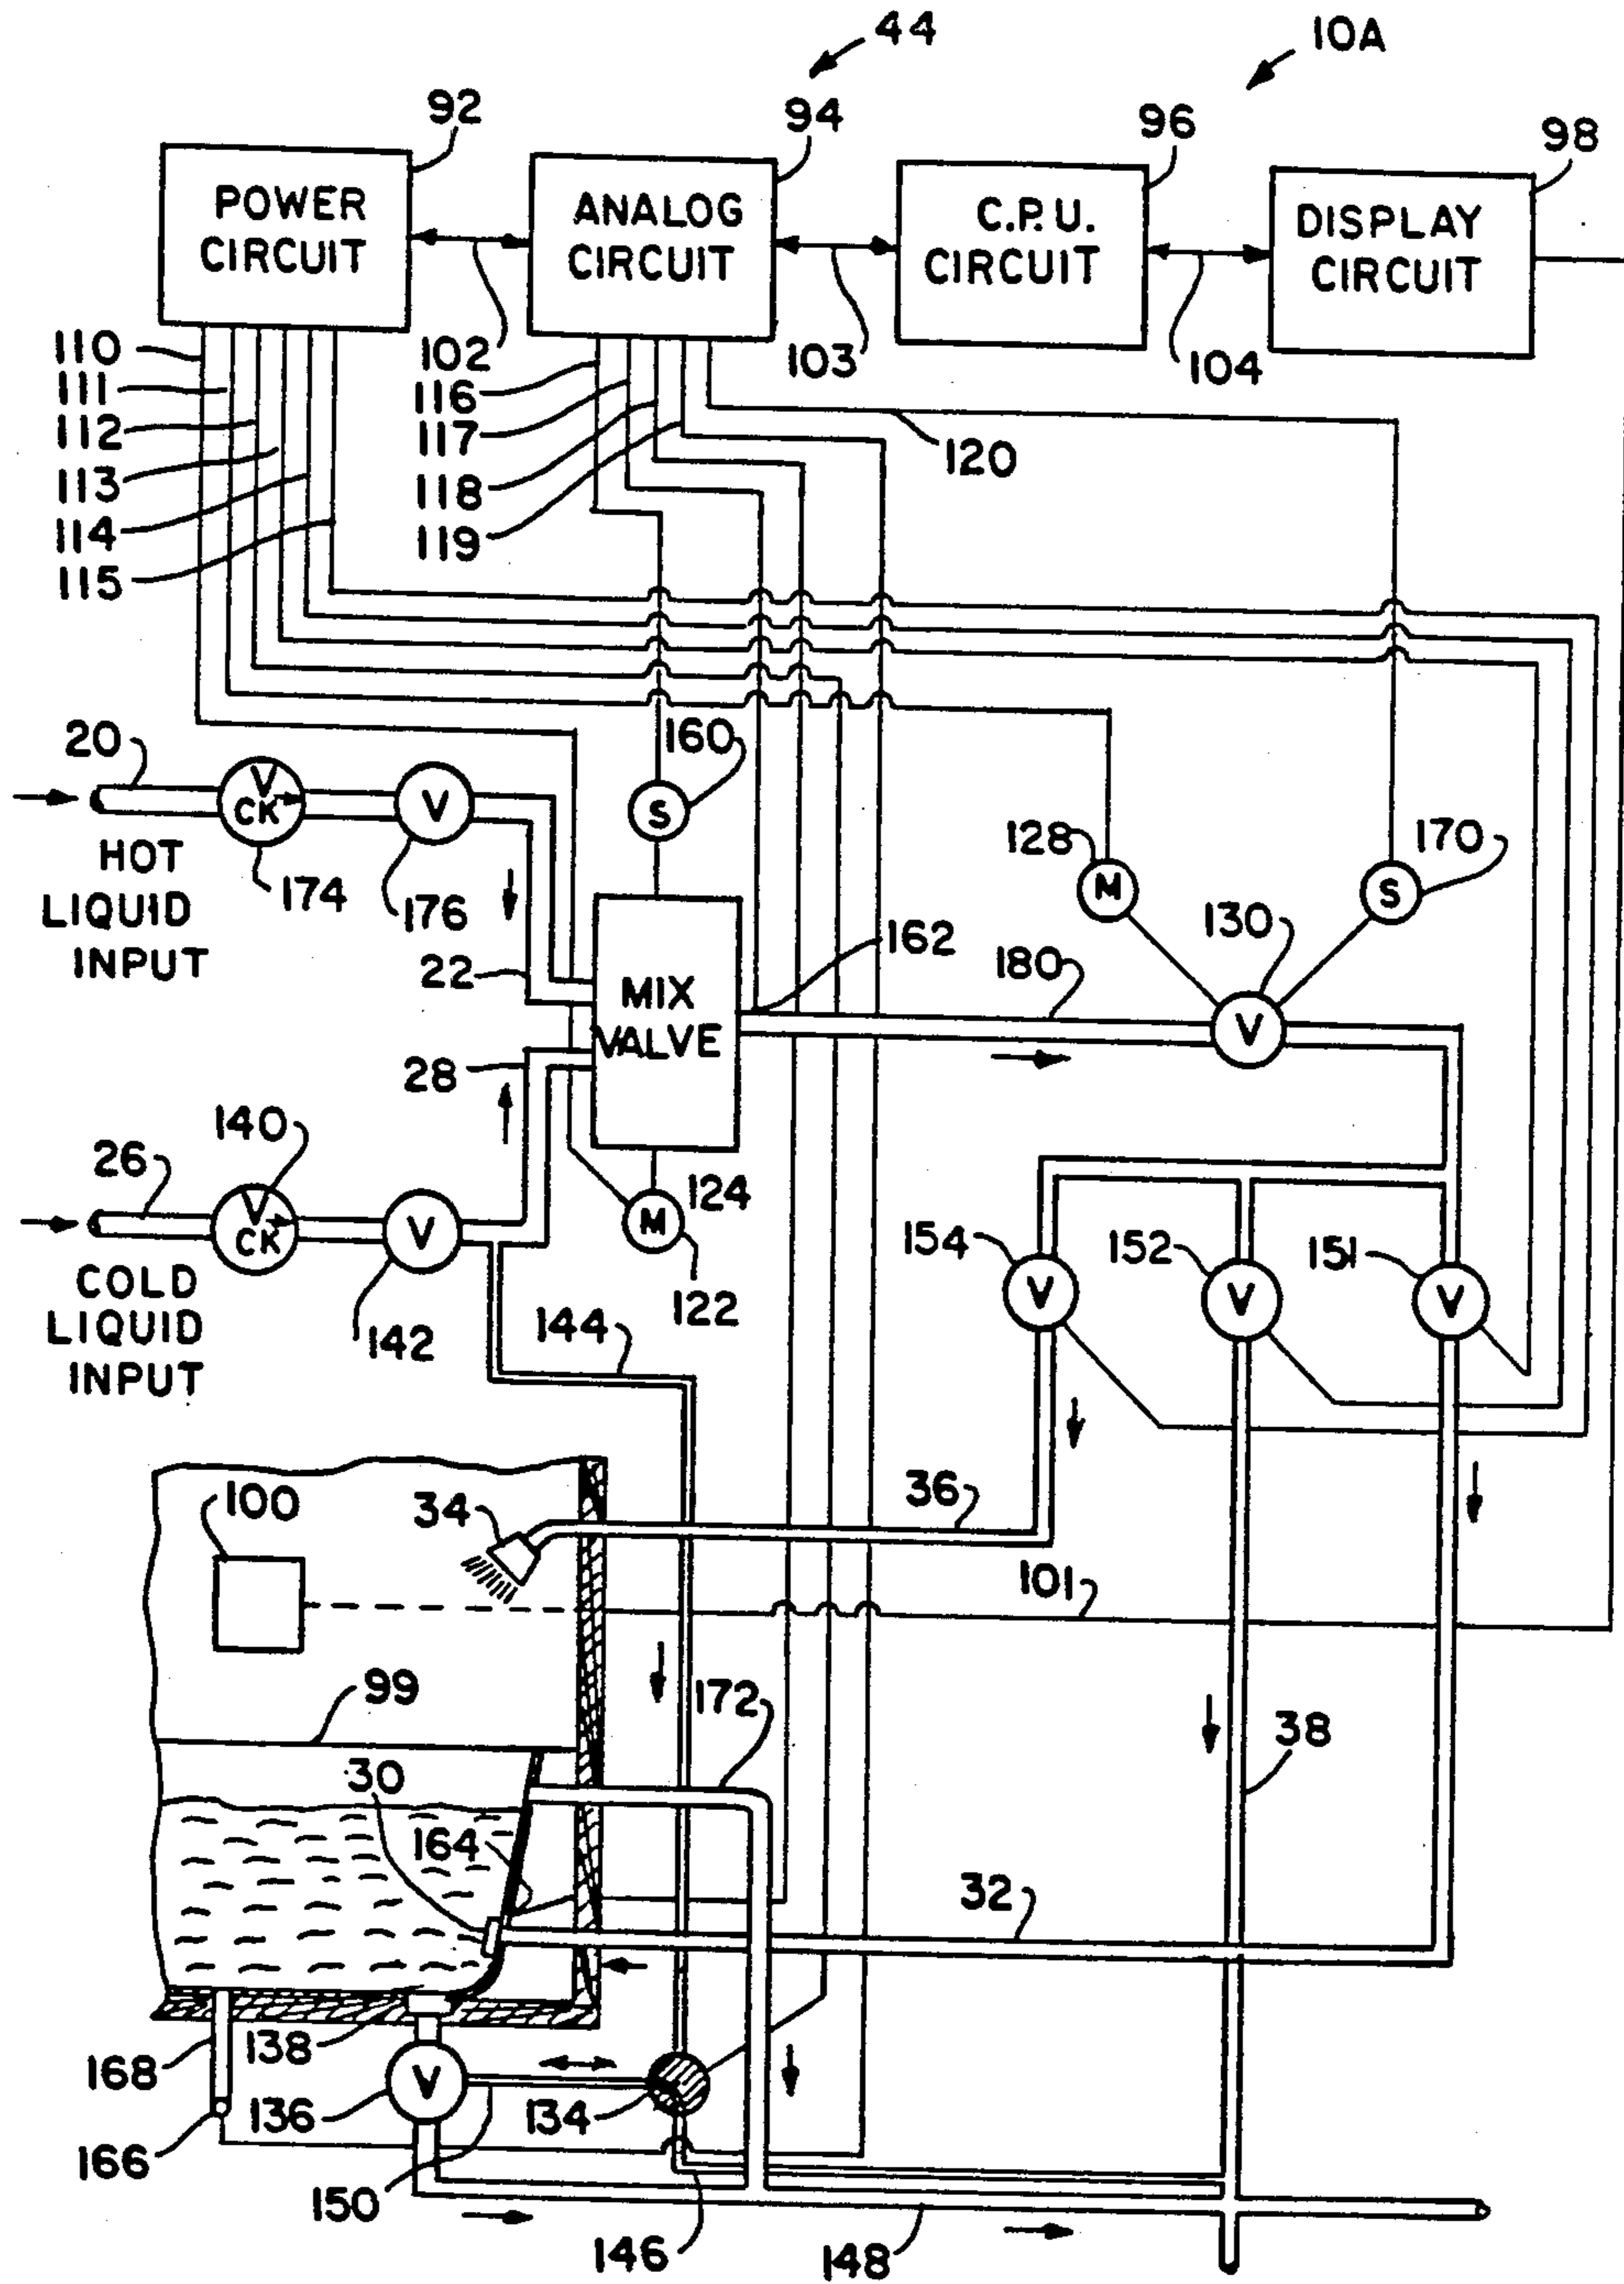 44
10A
92
94
96
98
POWER
CIRCUIT
ANALOG
CIRCUIT
C.P.U.
CIRCUIT
DISPLAY
CIRCUIT
102
103
104
110
111
112
113
114
115
116
117
118
119
120
20
V
CK
V
HOT
LIQUID
INPUT
174
176
22
160
S
128
M
170
S
130
V
162
180
MIX
VALVE
28
140
26
V
CK
V
COLD
LIQUID
INPUT
142
124
M
122
144
154
V
152
V
151
V
100
34
36
101
99
172
38
30
164
32
168
138
V
136
134
166
150
146
148